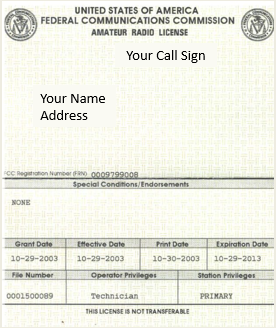 UNITED STATES OF AMERICA
FEDERAL COMMUNICATIONS COMMISSION
AMATEUR RADIO LICENSE
Your Call Sign
Your Name
Address
FCC Registration Number (FRN) 0009799008
Special Conditions/Endorsements
NONE
Grant Date Effective Date Print Date Expiration Date
10-29-2003 10-29-2003 10-30-2003 10-29-2013
File Number Operator Privileges Station Privileges
0001500089 Technician PRIMARY
THIS LICENSE IS NOT TRANSFERABLE